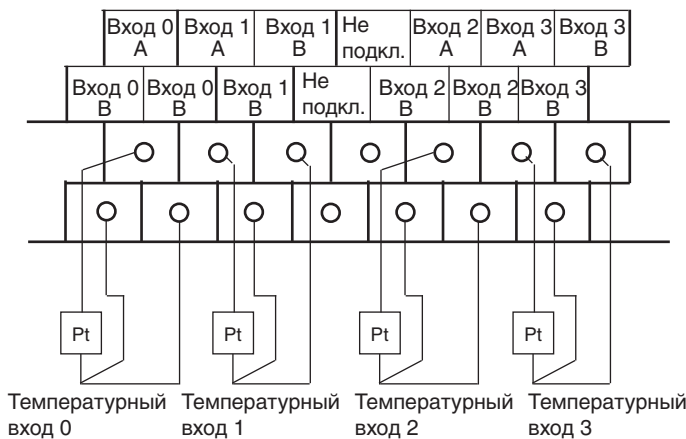 Вход 0 A
Вход 1 A
Вход 1 B
Не подкл.
Вход 2 A
Вход 3 A
Вход 3 B
Вход 0 B
Вход 0 B
Вход 1 B
Не подкл.
Вход 2 B
Вход 2 B
Вход 3 B
Pt
Pt
Pt
Pt
Температурный вход 0
Температурный вход 1
Температурный вход 2
Температурный вход 3